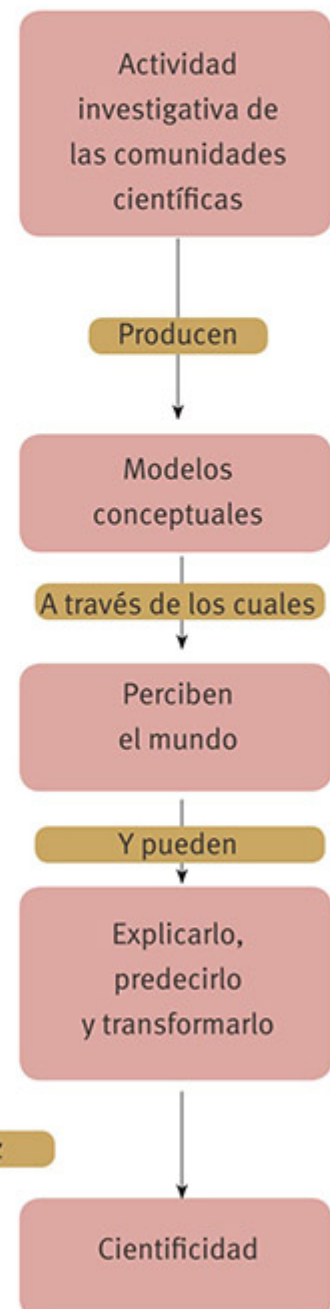 Actividad
investigativa de
las comunidades
científicas
Producen
Modelos
conceptuales
A través de los cuales
Perciben
el mundo
Y pueden
Explicarlo,
predecirlo
y transformarlo
Cientificidad